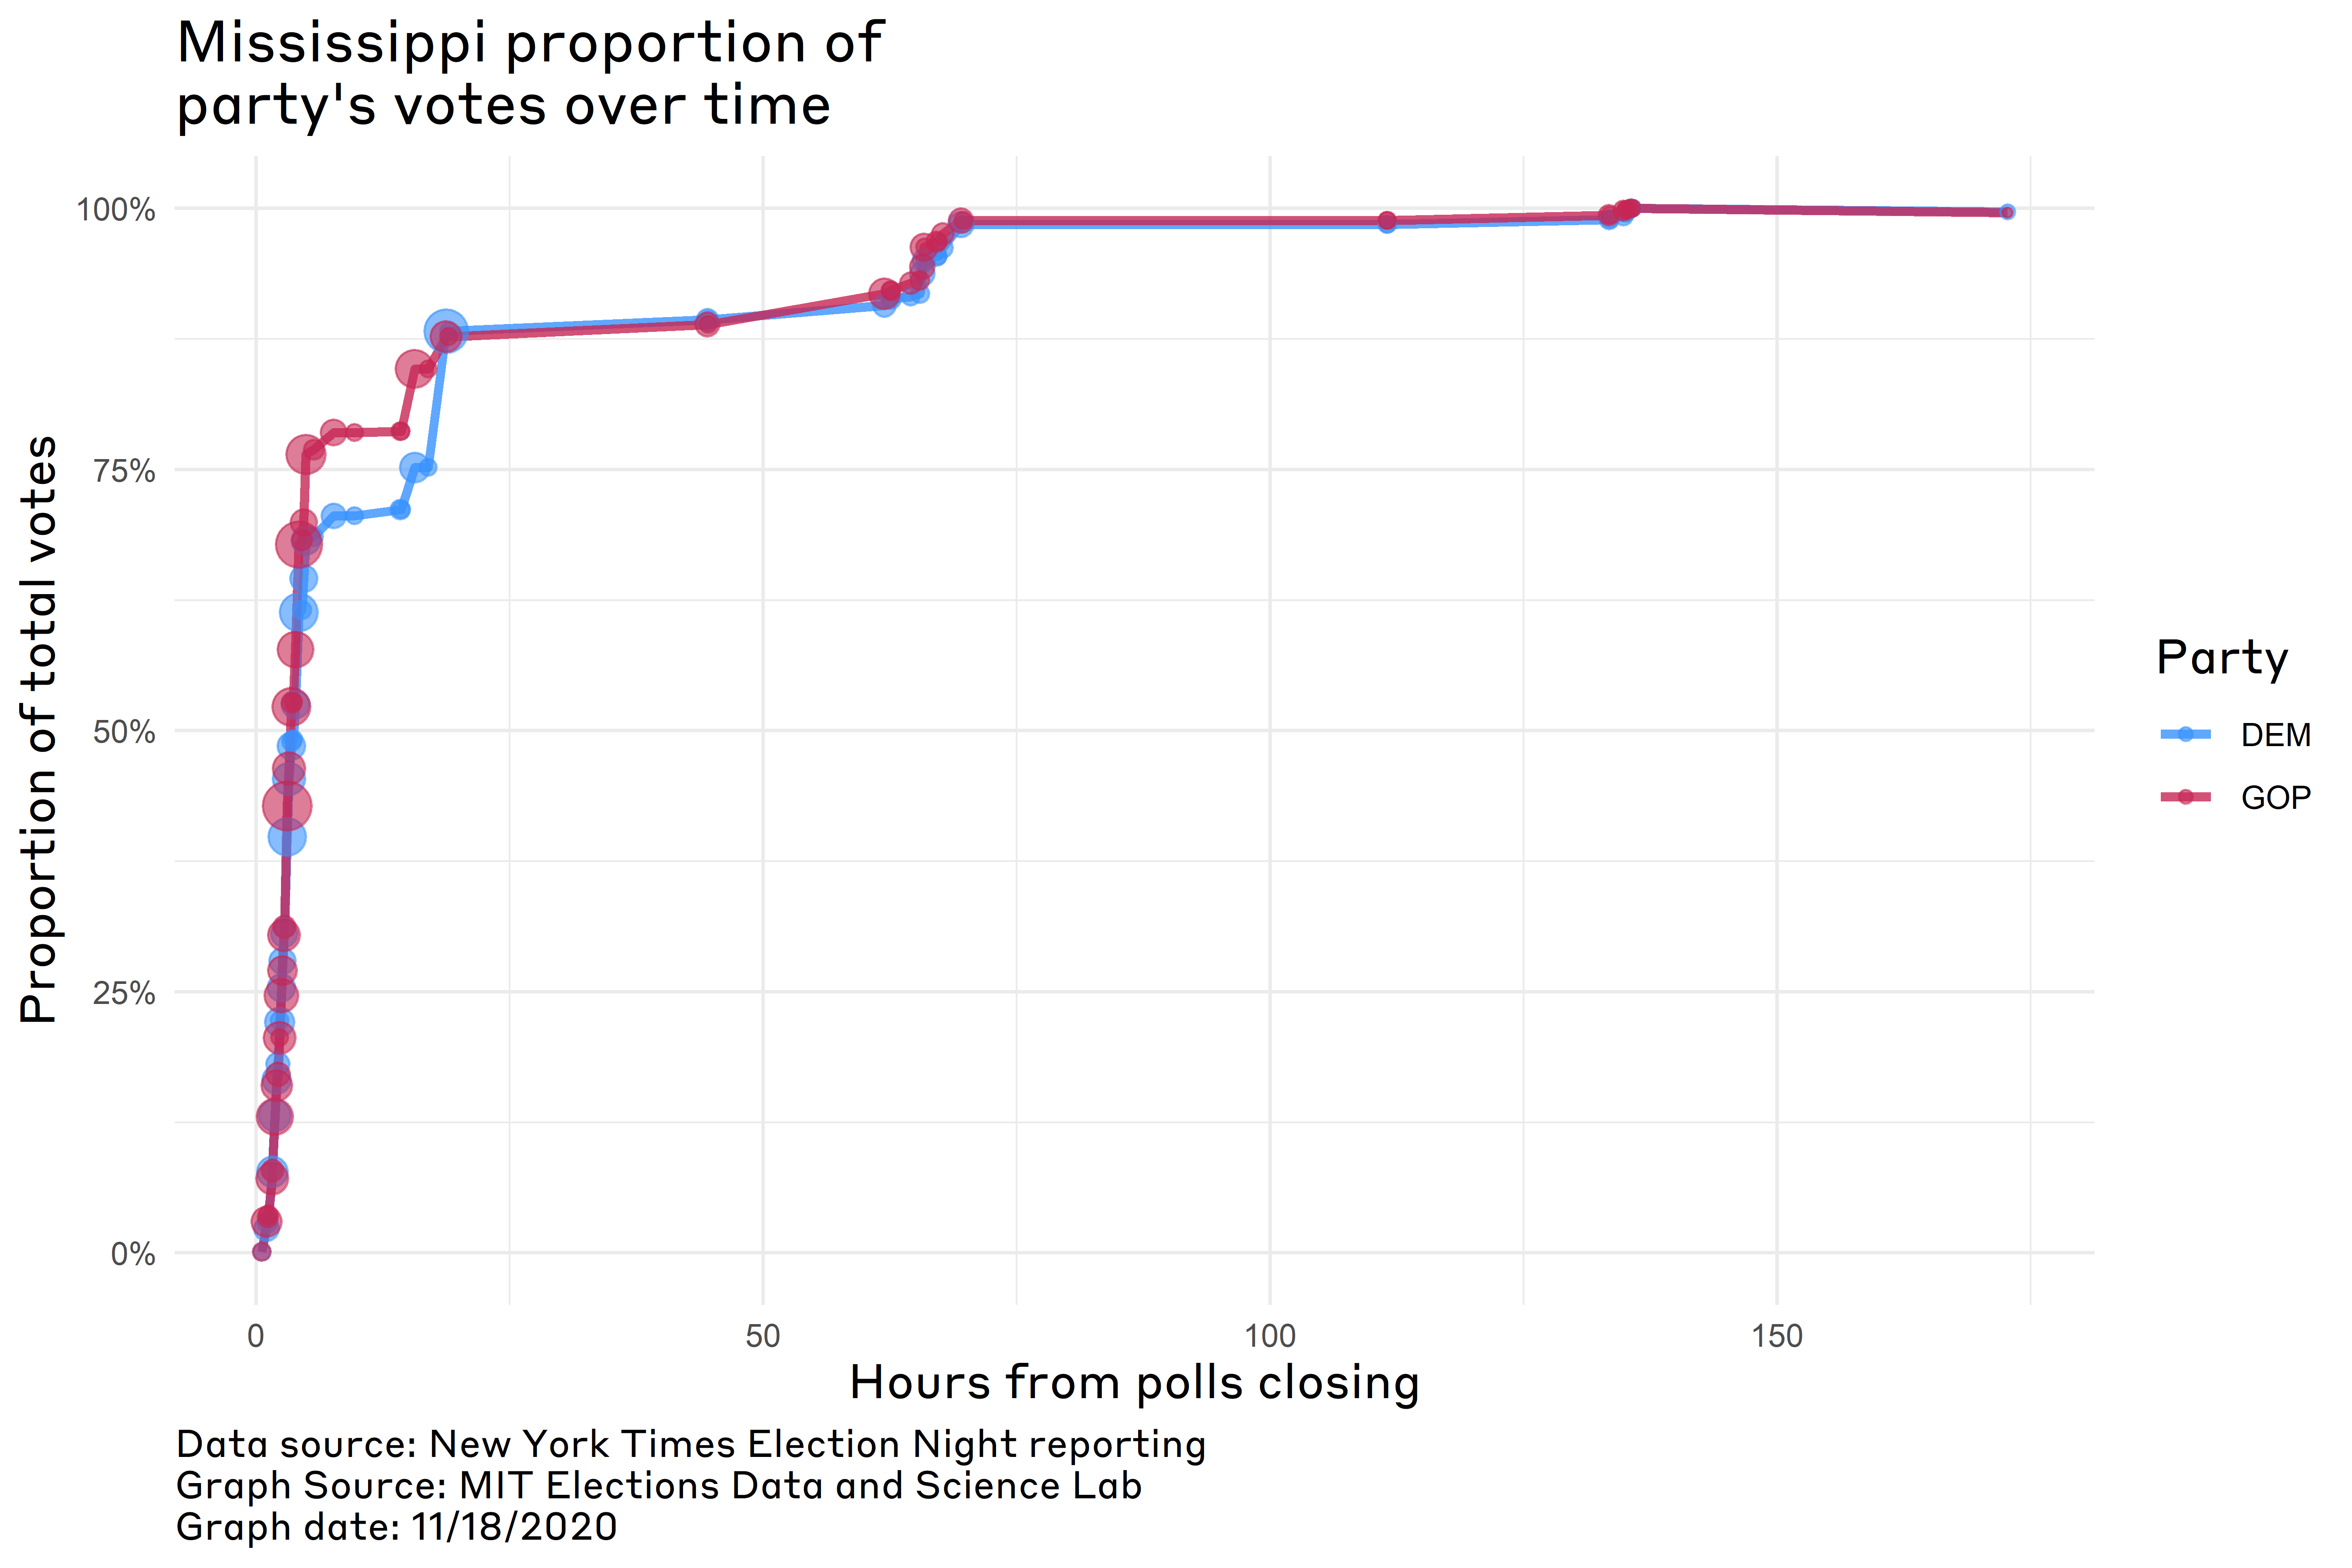 Mississippi proportion of
party's votes over time
Proportion of total votes
100%
75%
50%
25%
0%
0
50
100
150
Hours from polls closing
Party
DEM
GOP
Data source: New York Times Election Night reporting
Graph Source: MIT Elections Data and Science Lab
Graph date: 11/18/2020